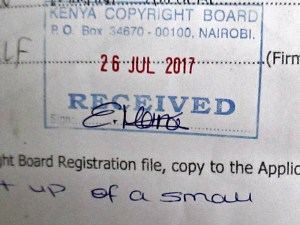 KENYA COPYRIGHT BOARD
P. O. Box 34670 - 00100, NAIROBI.
LF
26 JUL 2017
(Firm
RECEIVED
ght Board Registration file, copy to the Applic
up of a small